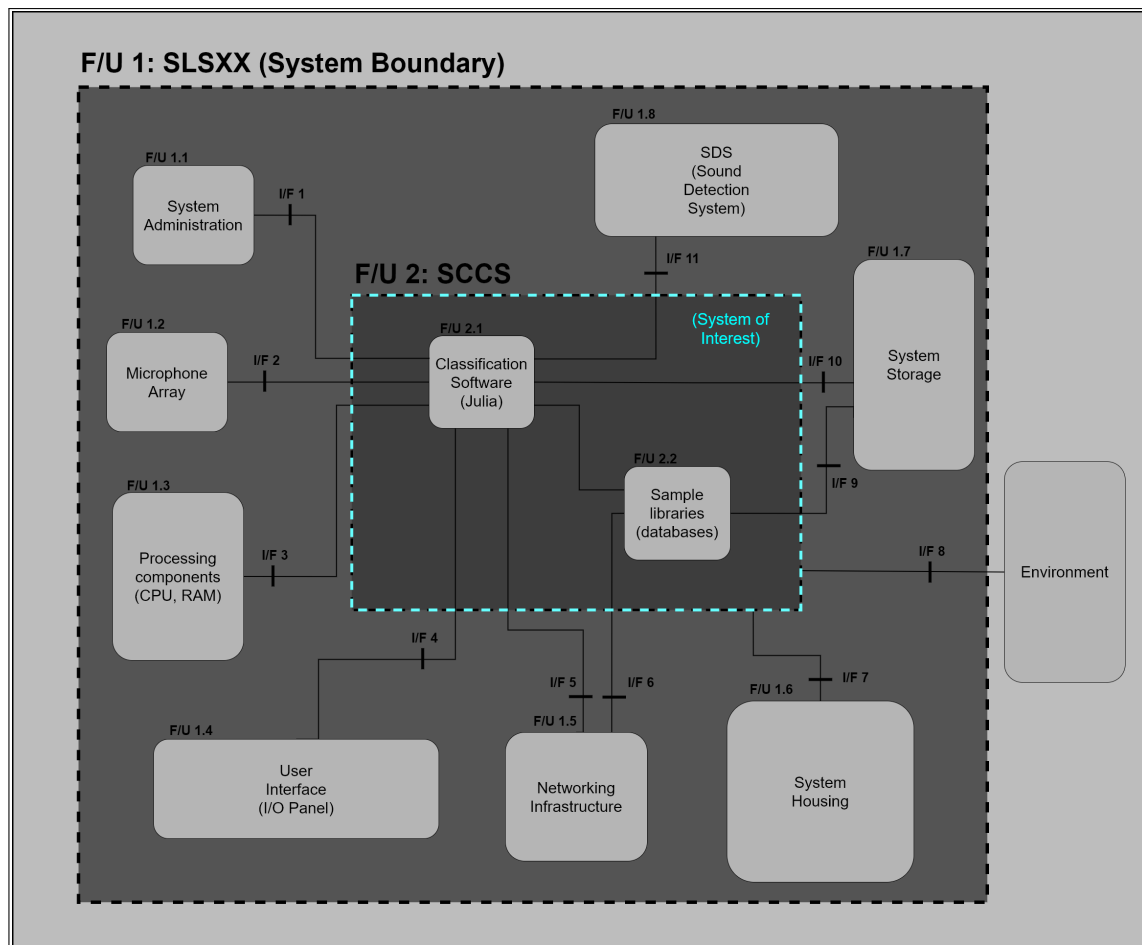 F/U 1: SLSXX (System Boundary)
F/U 1.8
SDS
(Sound
Detection
System)
F/U 1.1
System
Administration
I/F 1
I/F 11
F/U 1.7
System
Storage
F/U 2: SCCS
(System of
Interest)
F/U 1.2
Microphone
Array
I/F 2
F/U 2.1
Classification
Software
(Julia)
I/F 10
F/U 2.2
Sample
libraries
(databases)
I/F 9
F/U 1.3
Processing
components
(CPU, RAM)
I/F 3
I/F 8
Environment
I/F 4
I/F 5
I/F 6
I/F 7
F/U 1.4
User
Interface
(I/O Panel)
F/U 1.5
Networking
Infrastructure
F/U 1.6
System
Housing